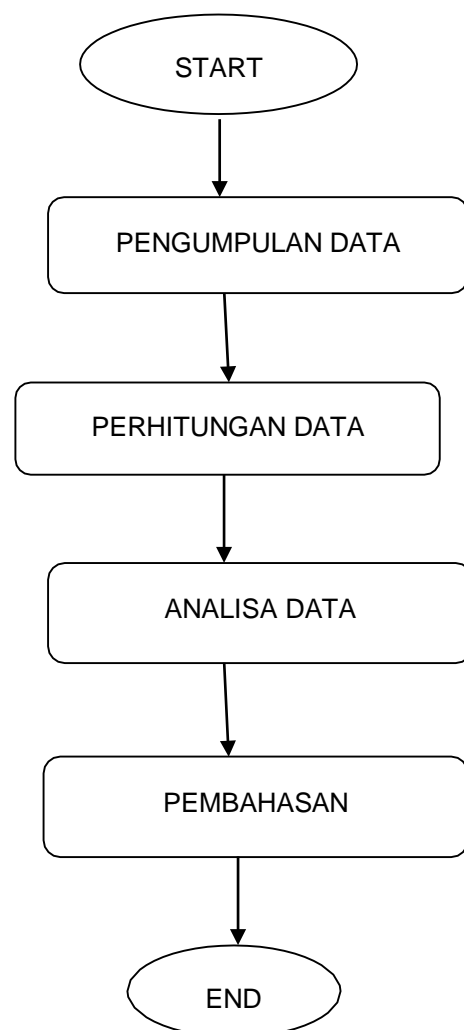 START
PENGUMPULAN DATA
PERHITUNGAN DATA
ANALISA DATA
PEMBAHASAN
END